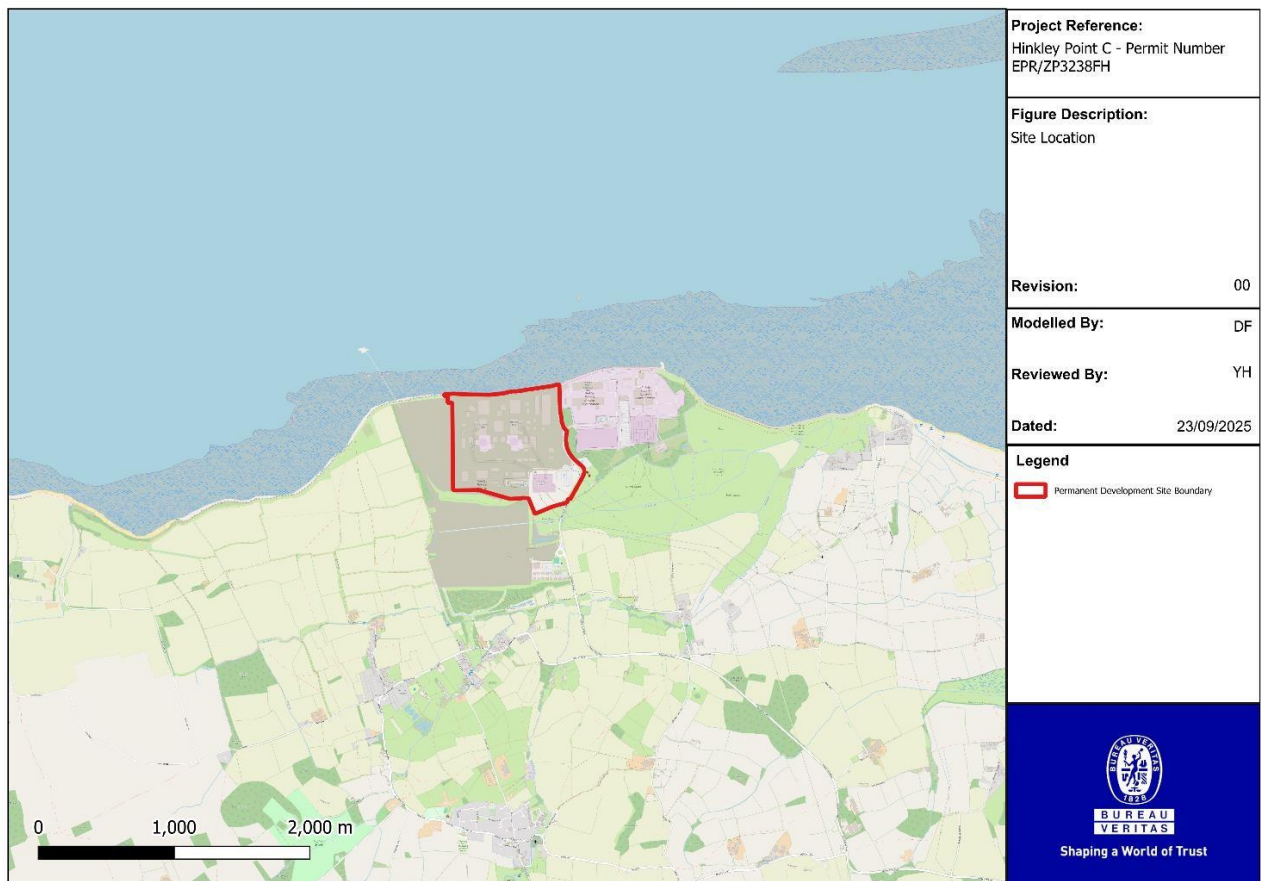 Project Reference:
Hinkley Point C - Permit Number
EPR/ZP3238FH
Figure Description:
Site Location
Revision: 00
Modelled By: DF
Reviewed By: YH
Dated: 23/09/2025
Legend
Permanent Development Site Boundary
0 1,000 2,000 m
BUREAU VERITAS
1828
BUREAU
VERITAS
Shaping a World of Trust